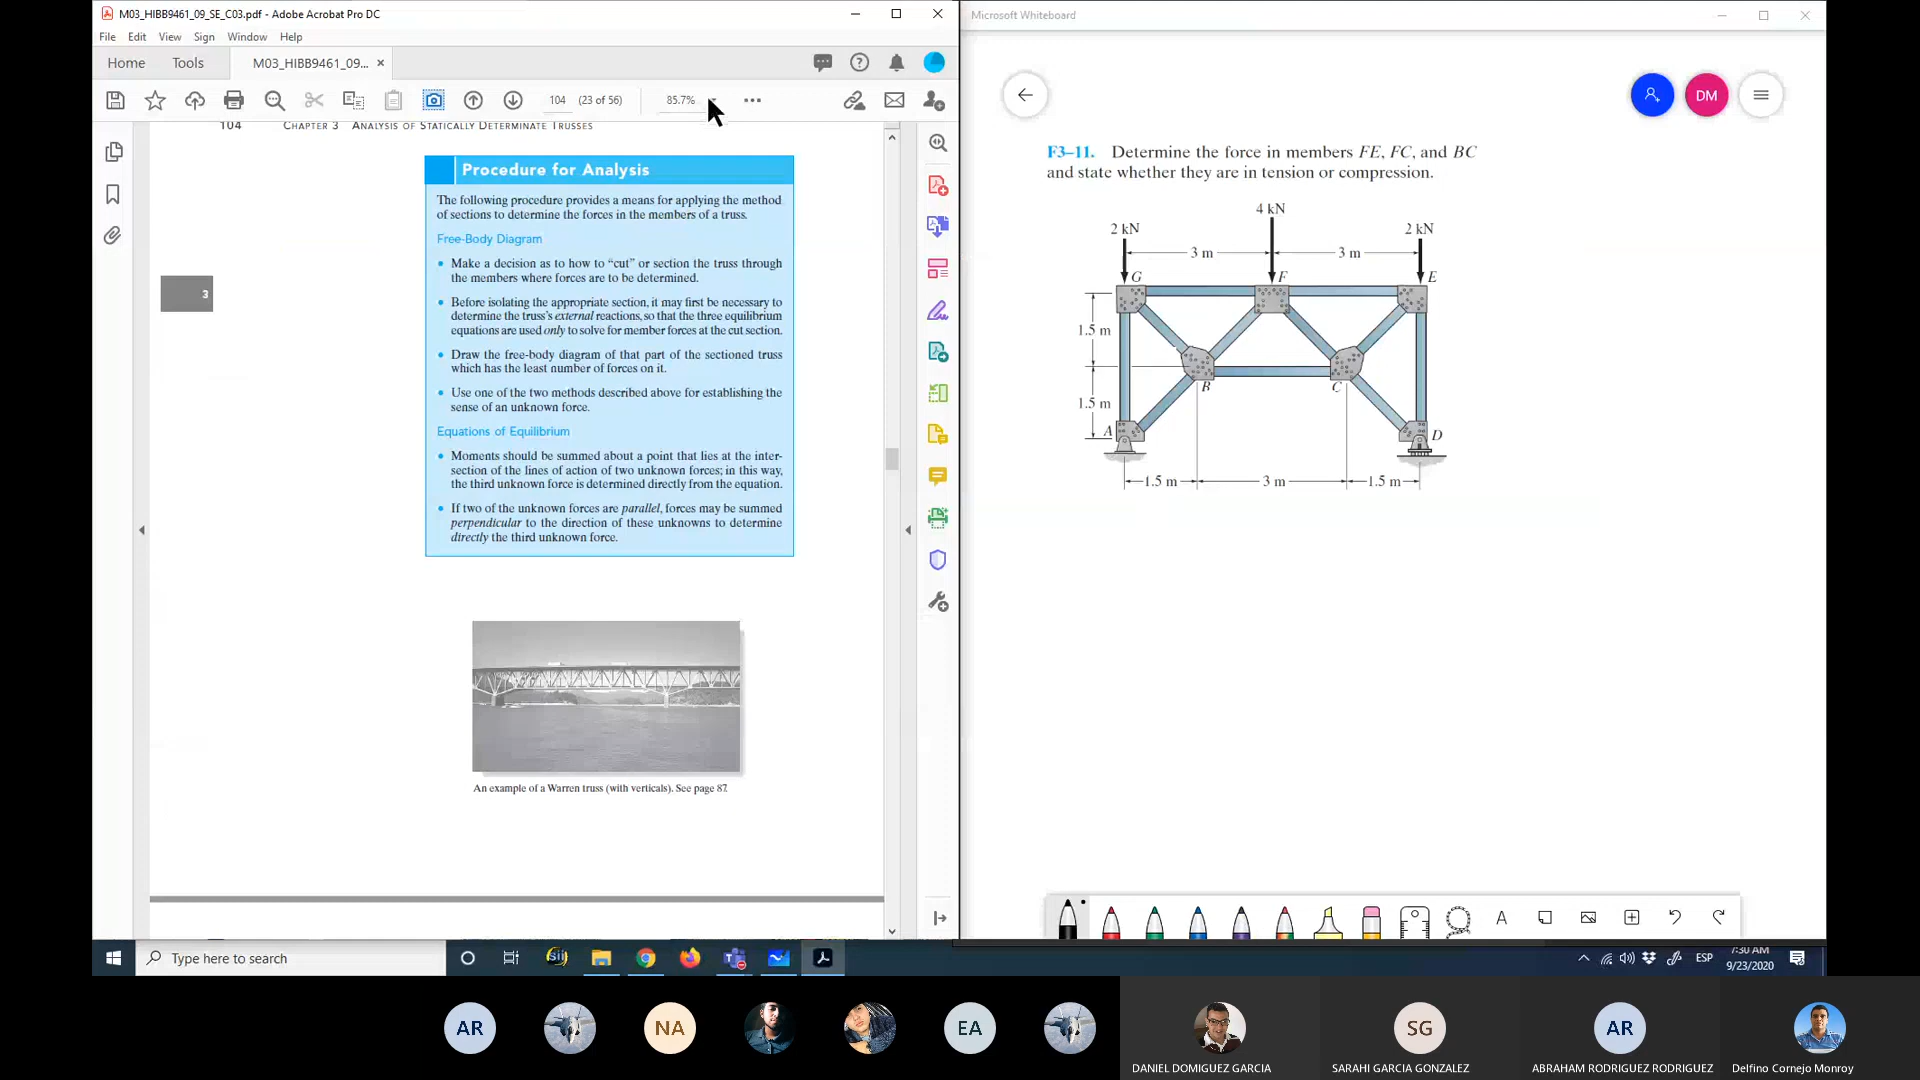 M03_HIBB9461_09_SE_C03.pdf - Adobe Acrobat Pro DC
File Edit View Sign Window Help
Home Tools M03_HIBB9461_09... ×
104 (23 of 56) 85.7%
104 CHAPTER 3 ANALYSIS OF STATICALLY DETERMINATE TRUSSES
Procedure for Analysis
The following procedure provides a means for applying the method
of sections to determine the forces in the members of a truss.
Free-Body Diagram
• Make a decision as to how to “cut” or section the truss through
the members where forces are to be determined.
• Before isolating the appropriate section, it may first be necessary to
determine the truss's external reactions, so that the three equilibrium
equations are used only to solve for member forces at the cut section.
3
• Draw the free-body diagram of that part of the sectioned truss
which has the least number of forces on it.
• Use one of the two methods described above for establishing the
sense of an unknown force.
Equations of Equilibrium
• Moments should be summed about a point that lies at the inter-
section of the lines of action of two unknown forces; in this way,
the third unknown force is determined directly from the equation.
• If two of the unknown forces are parallel, forces may be summed
perpendicular to the direction of these unknowns to determine
directly the third unknown force.
An example of a Warren truss (with verticals). See page 87.
Microsoft Whiteboard
DM
F3–11. Determine the force in members FE, FC, and BC
and state whether they are in tension or compression.
4 kN
2 kN 2 kN
3 m 3 m
G F E
1.5 m
B C
1.5 m
A D
1.5 m 3 m 1.5 m
A
Type here to search
sii
ESP
7:30 AM
9/23/2020
AR NA EA SG AR
DANIEL DOMIGUEZ GARCIA SARAHI GARCIA GONZALEZ ABRAHAM RODRIGUEZ RODRIGUEZ Delfino Cornejo Monroy